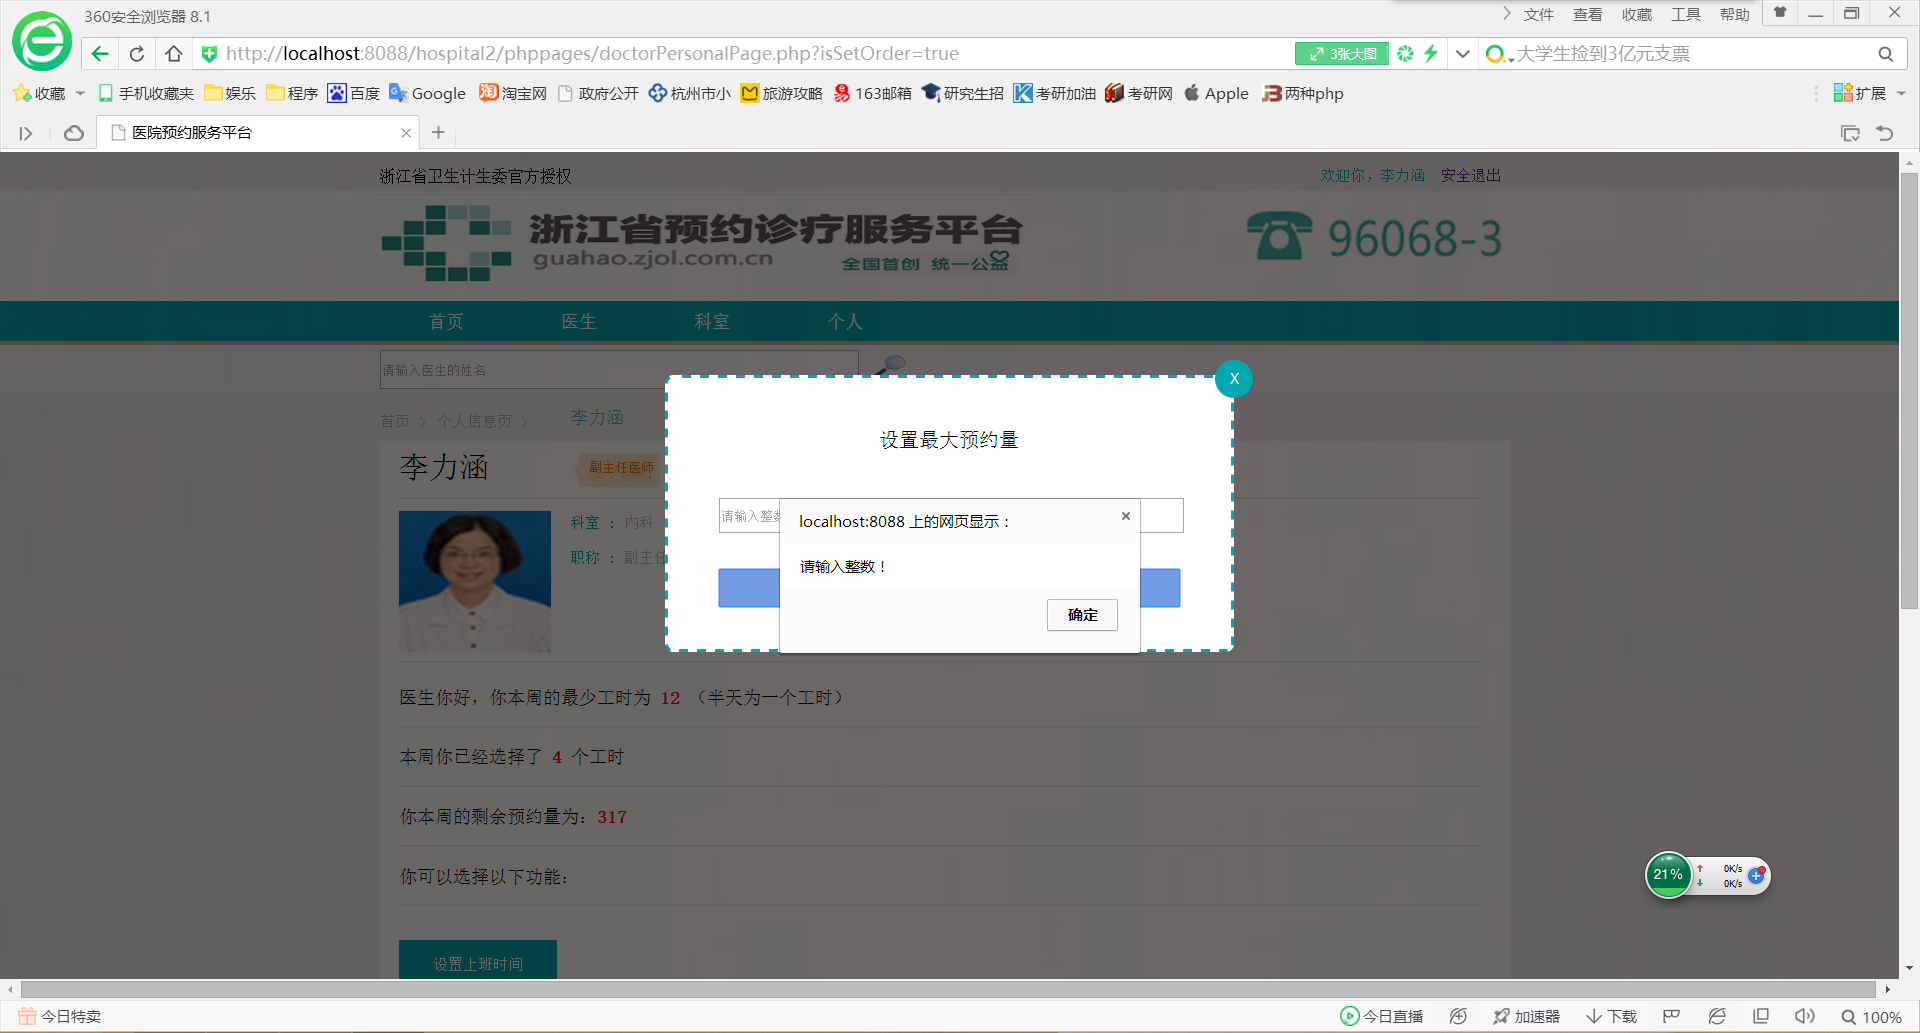 360安全浏览器 8.1
文件 查看 收藏 工具 帮助
http://localhost:8088/hospital2/phppages/doctorPersonalPage.php?isSetOrder=true
3张大图
大学生捡到3亿元支票
收藏 手机收藏夹 娱乐 程序 百度 Google 淘宝网 政府公开 杭州市小 旅游攻略 163邮箱 研究生招 考研加油 考研网 Apple 两种php
扩展
医院预约服务平台
浙江省卫生计生委官方授权
欢迎你，李力涵 安全退出
浙江省预约诊疗服务平台
guahao.zjol.com.cn 全国首创 统一公益
96068-3
首页 医生 科室 个人
请输入医生的姓名
X
首页 > 个人信息页 > 李力涵
设置最大预约量
李力涵 副主任医师
请输入整数
localhost:8088 上的网页显示：
科室 ： 内科
职称 ： 副主任
请输入整数！
确定
医生你好，你本周的最少工时为 12 （半天为一个工时）
本周你已经选择了 4 个工时
你本周的剩余预约量为：317
你可以选择以下功能：
21% 0K/s
0K/s
设置上班时间
今日特卖
今日直播 加速器 下载 100%